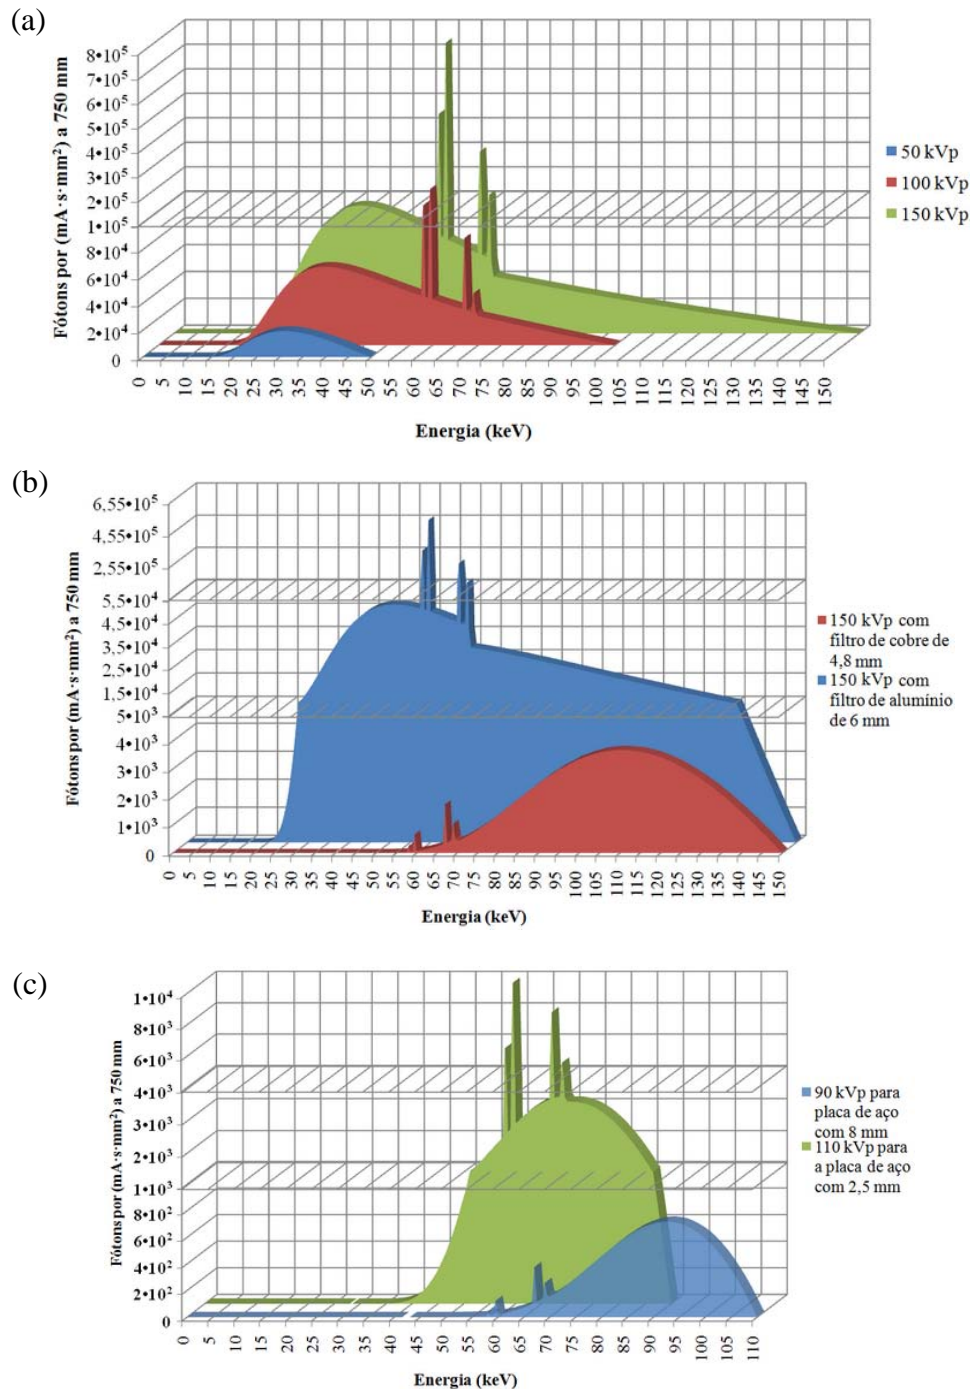 (a)
Fótons por (mA·s·mm²) a 750 mm
8•10⁵
7•10⁵
6•10⁵
5•10⁵
4•10⁵
3•10⁵
2•10⁵
1•10⁵
8•10⁴
6•10⁴
4•10⁴
2•10⁴
0
0 5 10 15 20 25 30 35 40 45 50 55 60 65 70 75 80 85 90 95 100 105 110 115 120 125 130 135 140 145 150
Energia (keV)
50 kVp
100 kVp
150 kVp
(b)
Fótons por (mA·s·mm²) a 750 mm
6,55•10⁵
4,55•10⁵
2,55•10⁵
5,5•10⁴
4,5•10⁴
3,5•10⁴
2,5•10⁴
1,5•10⁴
5•10³
4•10³
3•10³
2•10³
1•10³
0
0 5 10 15 20 25 30 35 40 45 50 55 60 65 70 75 80 85 90 95 100 105 110 115 120 125 130 135 140 145 150
Energia (keV)
150 kVp com
filtro de cobre de
4,8 mm
150 kVp com
filtro de alumínio
de 6 mm
(c)
Fótons por (mA·s·mm²) a 750 mm
1•10⁴
8•10³
6•10³
4•10³
3•10³
2•10³
1•10³
8•10²
6•10²
4•10²
2•10²
0
0 5 10 15 20 25 30 35 40 45 50 55 60 65 70 75 80 85 90 95 100 105 110
Energia (keV)
90 kVp para
placa de aço
com 8 mm
110 kVp para
a placa de aço
com 2,5 mm